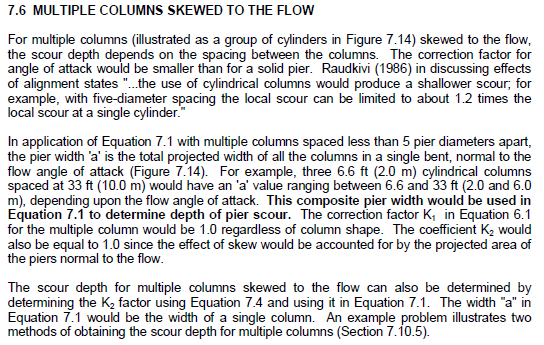 7.6 MULTIPLE COLUMNS SKEWED TO THE FLOW
For multiple columns (illustrated as a group of cylinders in Figure 7.14) skewed to the flow,
the scour depth depends on the spacing between the columns. The correction factor for
angle of attack would be smaller than for a solid pier. Raudkivi (1986) in discussing effects
of alignment states "...the use of cylindrical columns would produce a shallower scour; for
example, with five-diameter spacing the local scour can be limited to about 1.2 times the
local scour at a single cylinder."
In application of Equation 7.1 with multiple columns spaced less than 5 pier diameters apart,
the pier width 'a' is the total projected width of all the columns in a single bent, normal to the
flow angle of attack (Figure 7.14). For example, three 6.6 ft (2.0 m) cylindrical columns
spaced at 33 ft (10.0 m) would have an 'a' value ranging between 6.6 and 33 ft (2.0 and 6.0
m), depending upon the flow angle of attack. This composite pier width would be used in
Equation 7.1 to determine depth of pier scour. The correction factor K₁ in Equation 6.1
for the multiple column would be 1.0 regardless of column shape. The coefficient K₂ would
also be equal to 1.0 since the effect of skew would be accounted for by the projected area of
the piers normal to the flow.
The scour depth for multiple columns skewed to the flow can also be determined by
determining the K₂ factor using Equation 7.4 and using it in Equation 7.1. The width "a" in
Equation 7.1 would be the width of a single column. An example problem illustrates two
methods of obtaining the scour depth for multiple columns (Section 7.10.5).